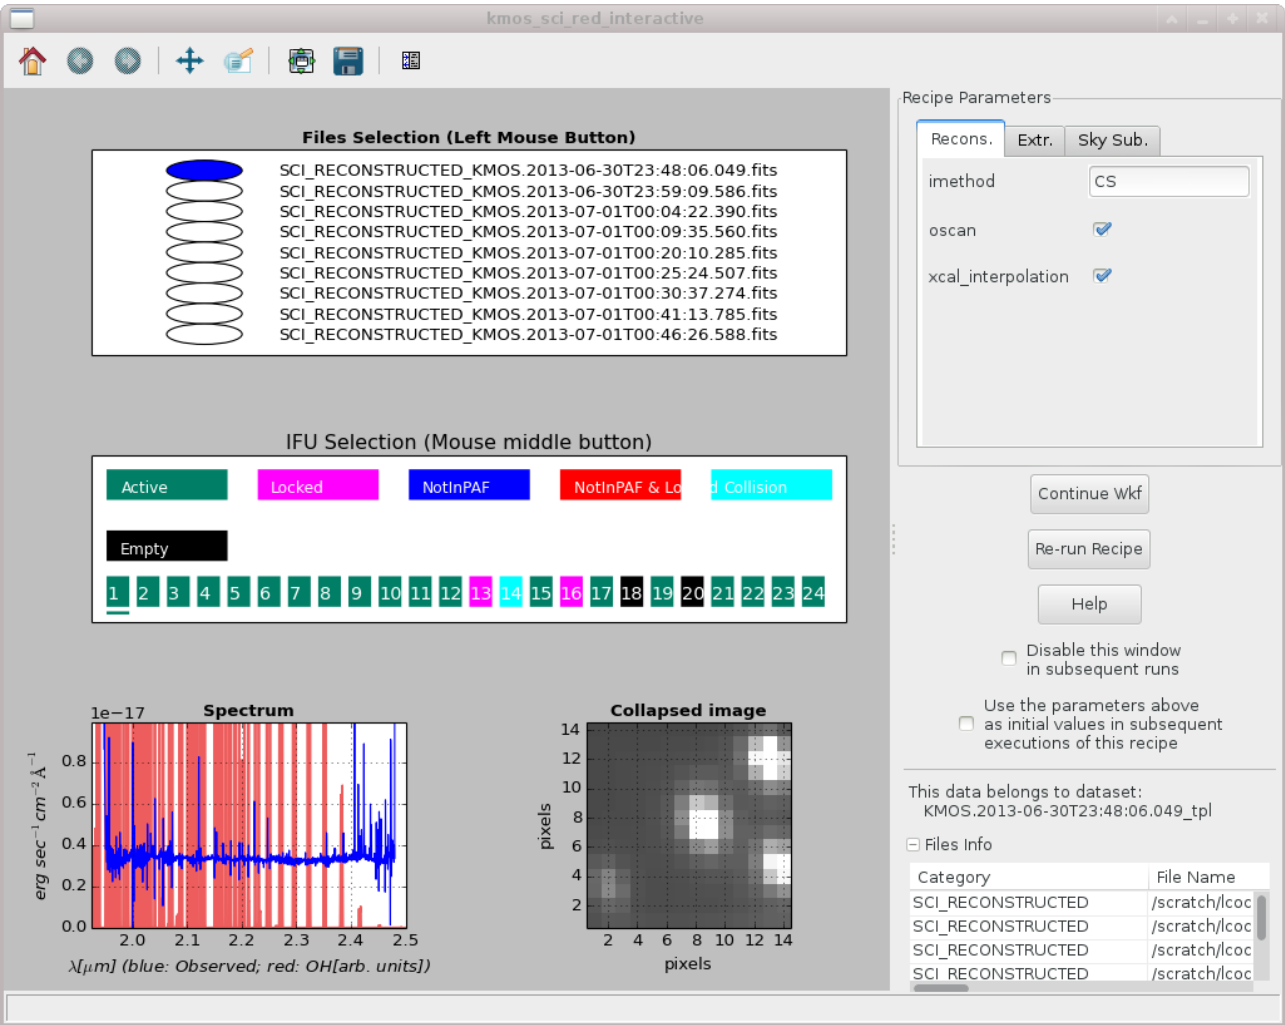 kmos_sci_red_interactive
Files Selection (Left Mouse Button)
SCI_RECONSTRUCTED_KMOS.2013-06-30T23:48:06.049.fits
SCI_RECONSTRUCTED_KMOS.2013-06-30T23:59:09.586.fits
SCI_RECONSTRUCTED_KMOS.2013-07-01T00:04:22.390.fits
SCI_RECONSTRUCTED_KMOS.2013-07-01T00:09:35.560.fits
SCI_RECONSTRUCTED_KMOS.2013-07-01T00:20:10.285.fits
SCI_RECONSTRUCTED_KMOS.2013-07-01T00:25:24.507.fits
SCI_RECONSTRUCTED_KMOS.2013-07-01T00:30:37.274.fits
SCI_RECONSTRUCTED_KMOS.2013-07-01T00:41:13.785.fits
SCI_RECONSTRUCTED_KMOS.2013-07-01T00:46:26.588.fits
IFU Selection (Mouse middle button)
Active Locked NotInPAF NotInPAF & Lo d Collision
Empty
1 2 3 4 5 6 7 8 9 10 11 12 13 14 15 16 17 18 19 20 21 22 23 24
1e−17 Spectrum
0.8
0.6
0.4
0.2
0.0
erg sec⁻¹ cm⁻² Å⁻¹
2.0 2.1 2.2 2.3 2.4 2.5
λ[μm] (blue: Observed; red: OH[arb. units])
Collapsed image
14
12
10
8
6
4
2
pixels
2 4 6 8 10 12 14
pixels
Recipe Parameters
Recons. Extr. Sky Sub.
imethod CS
oscan
xcal_interpolation
Continue Wkf
Re-run Recipe
Help
Disable this window
in subsequent runs
Use the parameters above
as initial values in subsequent
executions of this recipe
This data belongs to dataset:
KMOS.2013-06-30T23:48:06.049_tpl
Files Info
Category File Name
SCI_RECONSTRUCTED /scratch/lcoc
SCI_RECONSTRUCTED /scratch/lcoc
SCI_RECONSTRUCTED /scratch/lcoc
SCI_RECONSTRUCTED /scratch/lcoc